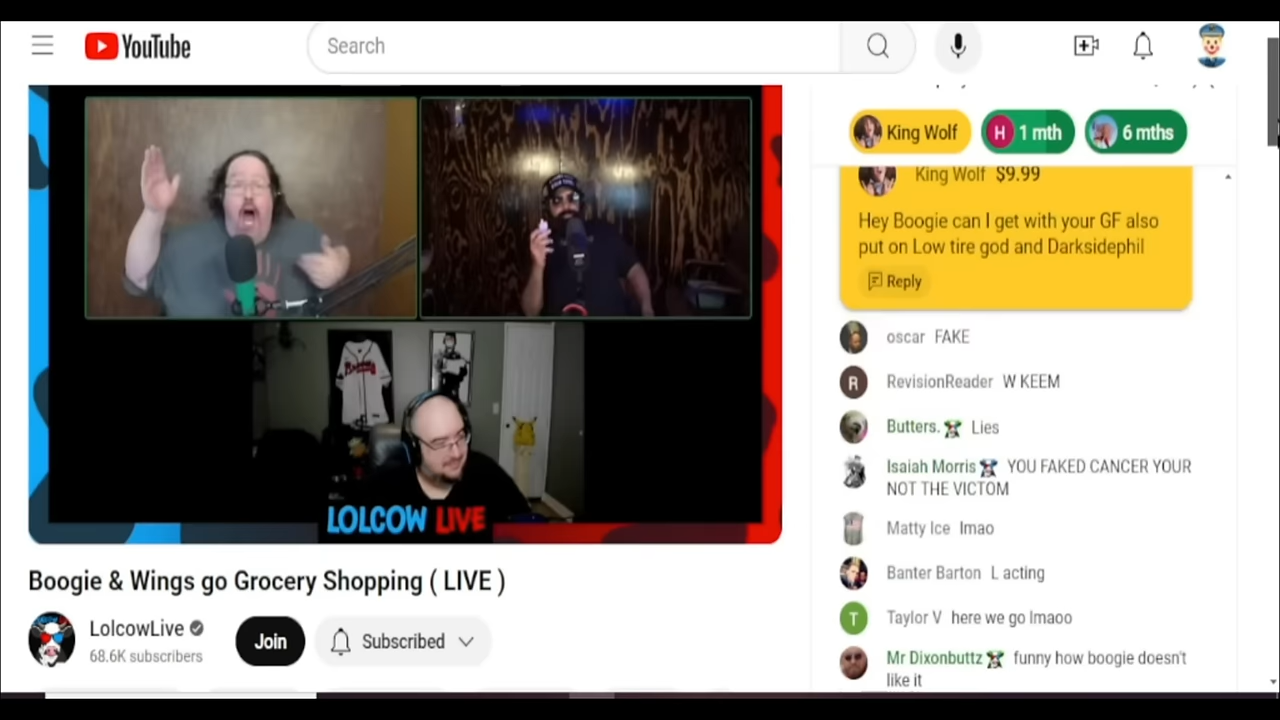 YouTube
Search
King Wolf
H 1 mth
6 mths
King Wolf $9.99
Hey Boogie can I get with your GF also
put on Low tire god and Darksidephil
Reply
oscar FAKE
R RevisionReader W KEEM
Butters. Lies
Isaiah Morris YOU FAKED CANCER YOUR
NOT THE VICTOM
Matty Ice lmao
Banter Barton L acting
T Taylor V here we go lmaoo
Mr Dixonbuttz funny how boogie doesn't
like it
LOLCOW LIVE
Boogie & Wings go Grocery Shopping ( LIVE )
LolcowLive
68.6K subscribers
Join
Subscribed